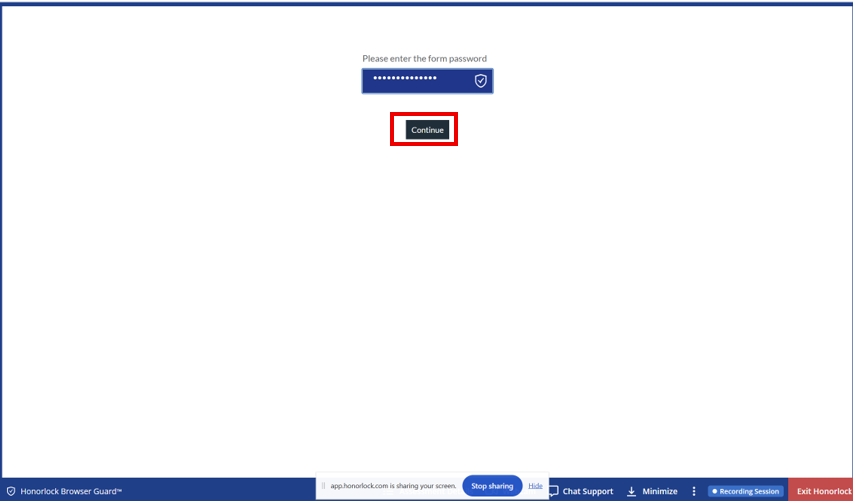 Please enter the form password
••••••••••••••
Continue
Honorlock Browser Guard™
app.honorlock.com is sharing your screen. Stop sharing Hide
Chat Support Minimize Recording Session Exit Honorlock